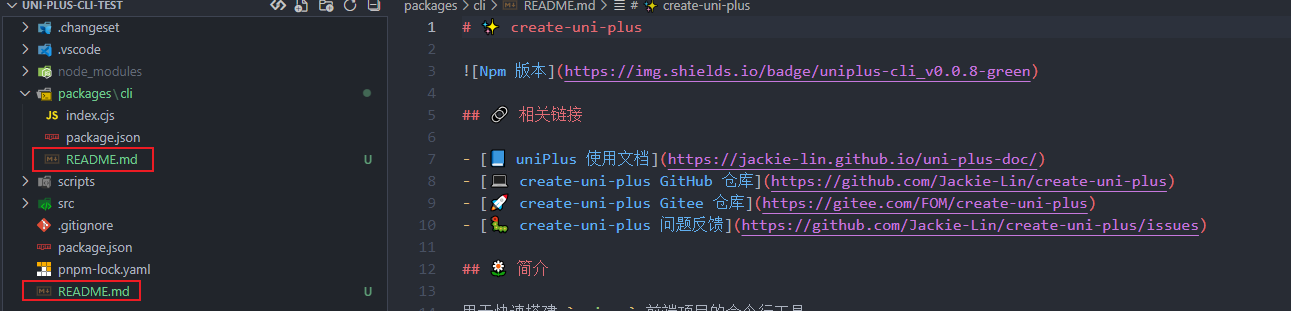 UNI-PLUS-CLI-TEST
.changeset
.vscode
node_modules
packages\cli
JS index.cjs
package.json
README.md U
scripts
src
.gitignore
package.json
pnpm-lock.yaml
README.md U
packages > cli > README.md > # ✨ create-uni-plus
1 # ✨ create-uni-plus
2
3 ![Npm 版本](https://img.shields.io/badge/uniplus-cli_v0.0.8-green)
4
5 ## 🔗 相关链接
6
7 - [📘 uniPlus 使用文档](https://jackie-lin.github.io/uni-plus-doc/)
8 - [💻 create-uni-plus GitHub 仓库](https://github.com/Jackie-Lin/create-uni-plus)
9 - [🚀 create-uni-plus Gitee 仓库](https://gitee.com/FOM/create-uni-plus)
10 - [🐛 create-uni-plus 问题反馈](https://github.com/Jackie-Lin/create-uni-plus/issues)
11
12 ## 🌼 简介
13